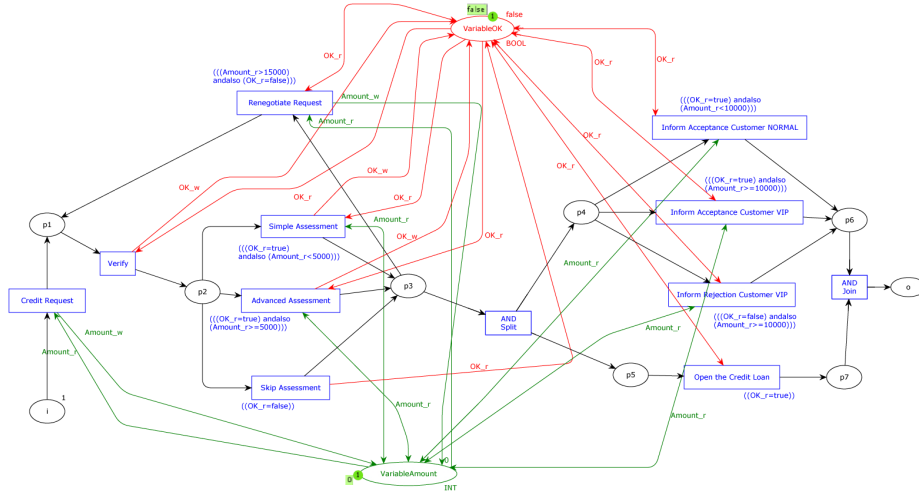 false
1
false
VariableOK
BOOL
OK_r
OK_r
OK_r
(((Amount_r>15000)
andalso (OK_r=false)))
Renegotiate Request
Amount_w
Amount_r
(((OK_r=true) andalso
(Amount_r<10000)))
Inform Acceptance Customer NORMAL
OK_r
OK_r
OK_w
OK_w
OK_r
OK_r
(((OK_r=true) andalso
(Amount_r>=10000)))
p1
Simple Assessment
Amount_r
p4
Inform Acceptance Customer VIP
p6
OK_w
OK_r
(((OK_r=true)
andalso (Amount_r<5000)))
Verify
Amount_r
p2
p3
AND
Join
o
Credit Request
Advanced Assessment
Inform Rejection Customer VIP
(((OK_r=true) andalso
(Amount_r>=5000)))
AND
Split
(((OK_r=false) andalso
(Amount_r>=10000)))
Amount_w
Amount_r
Amount_r
OK_r
p5
Open the Credit Loan
p7
Skip Assessment
((OK_r=false))
((OK_r=true))
1
i
Amount_r
Amount_r
0
1
0
VariableAmount
INT